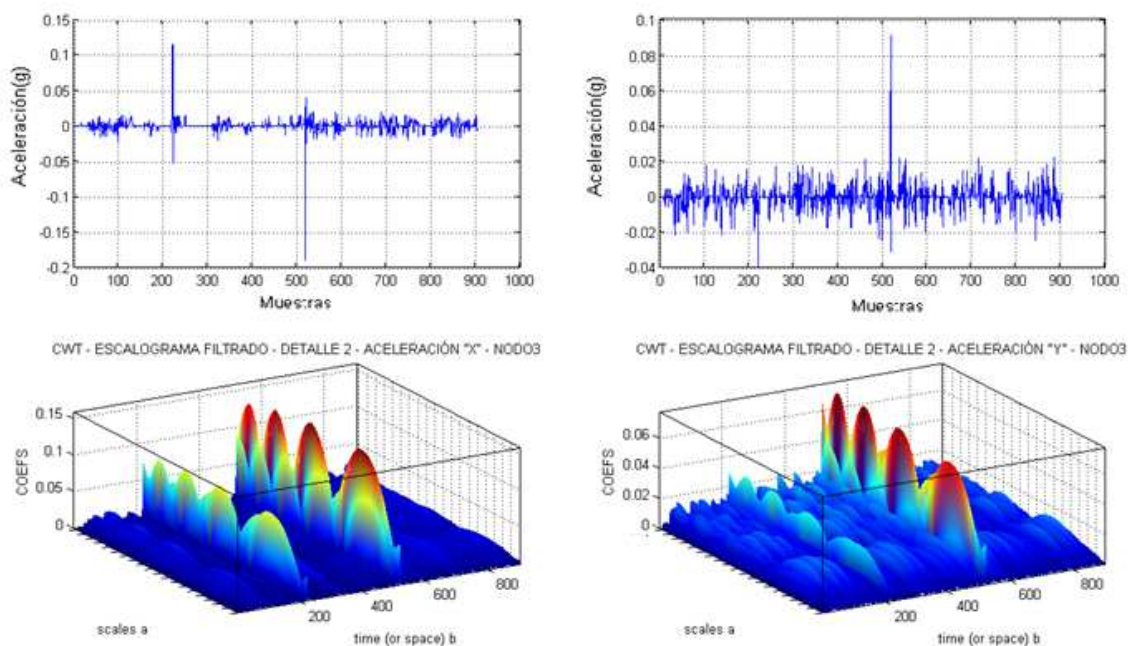 0.15
0.1
0.05
0
-0.05
-0.1
-0.15
-0.2
Aceleración(g)
0 100 200 300 400 500 600 700 800 900 1000
Muestras
0.1
0.08
0.06
0.04
0.02
0
-0.02
-0.04
Aceleración(g)
0 100 200 300 400 500 600 700 800 900 1000
Muestras
CWT - ESCALOGRAMA FILTRADO - DETALLE 2 - ACELERACIÓN "X" - NODO3
0.15
0.1
0.05
0
COEFS
200 400 600 800
scales a
time (or space) b
CWT - ESCALOGRAMA FILTRADO - DETALLE 2 - ACELERACIÓN "Y" - NODO3
0.06
0.04
0.02
0
COEFS
200 400 600 800
scales a
time (or space) b